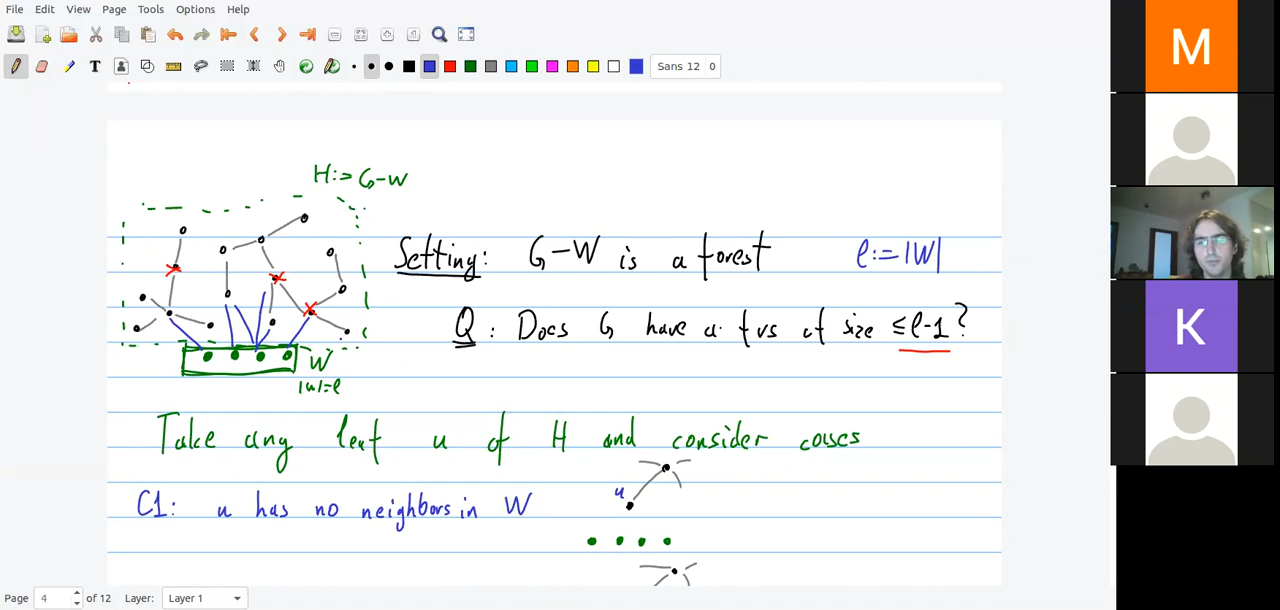 File Edit View Page Tools Options Help
Sans 12 0
H:= G-W
Setting: G-W is a forest l:=|W|
Q: Does G have a fvs of size ≤ l-1?
W
|W|=l
Take any leaf u of H and consider cases
C1: u has no neighbors in W
u
Page 4 of 12 Layer: Layer 1
M
K